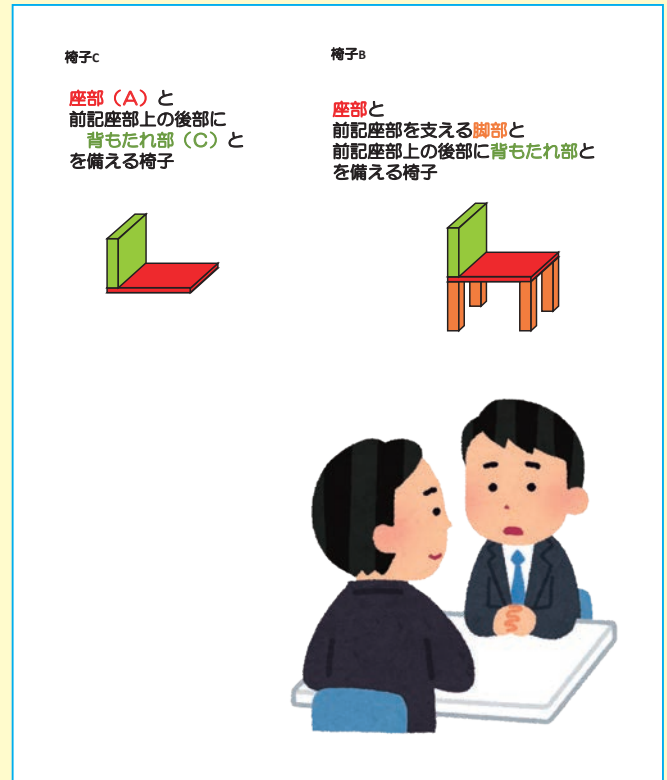 椅子C
座部（A）と
前記座部上の後部に
背もたれ部（C）と
を備える椅子
椅子B
座部と
前記座部を支える脚部と
前記座部上の後部に背もたれ部と
を備える椅子